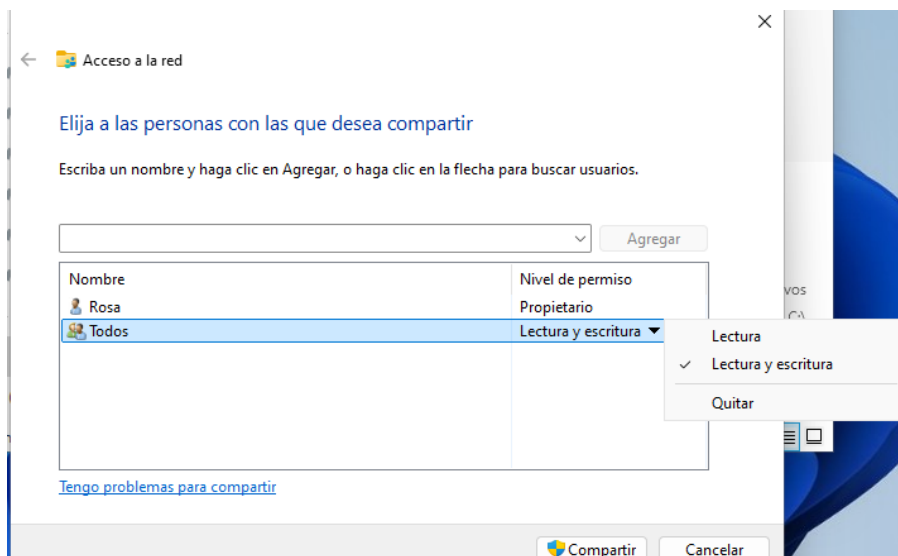 Acceso a la red
Elija a las personas con las que desea compartir
Escriba un nombre y haga clic en Agregar, o haga clic en la flecha para buscar usuarios.
Agregar
Nombre Nivel de permiso
Rosa Propietario
Todos Lectura y escritura
Lectura
Lectura y escritura
Quitar
vos
C:\
Tengo problemas para compartir
Compartir Cancelar